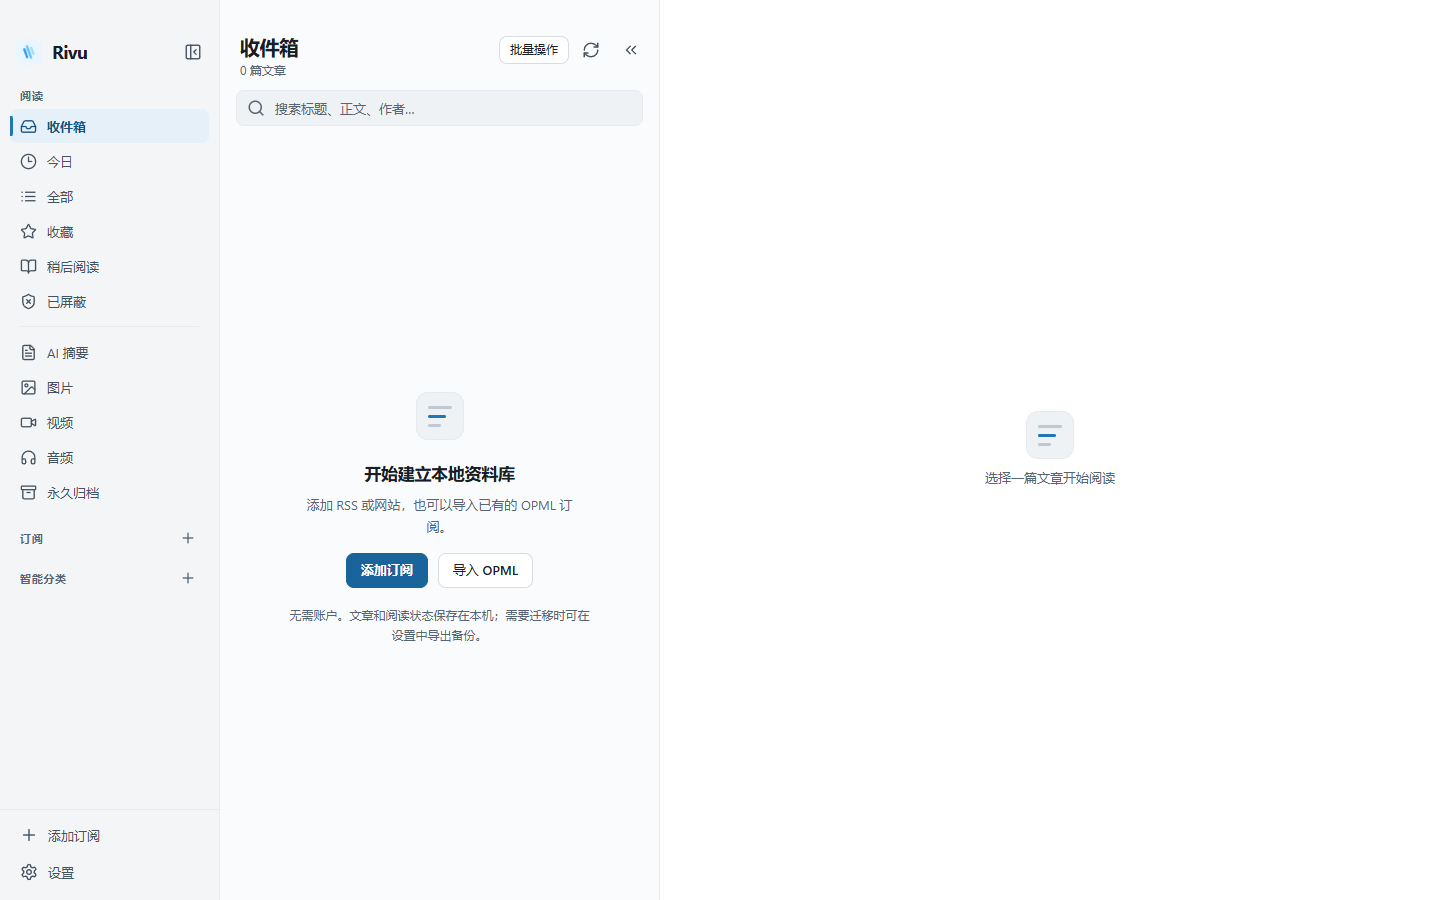 Rivu
阅读
收件箱
今日
全部
收藏
稍后阅读
已屏蔽
AI 摘要
图片
视频
音频
永久归档
订阅
智能分类
添加订阅
设置
收件箱
0 篇文章
批量操作
搜索标题、正文、作者...
开始建立本地资料库
添加 RSS 或网站，也可以导入已有的 OPML 订
阅。
添加订阅
导入 OPML
无需账户。文章和阅读状态保存在本机；需要迁移时可在
设置中导出备份。
选择一篇文章开始阅读